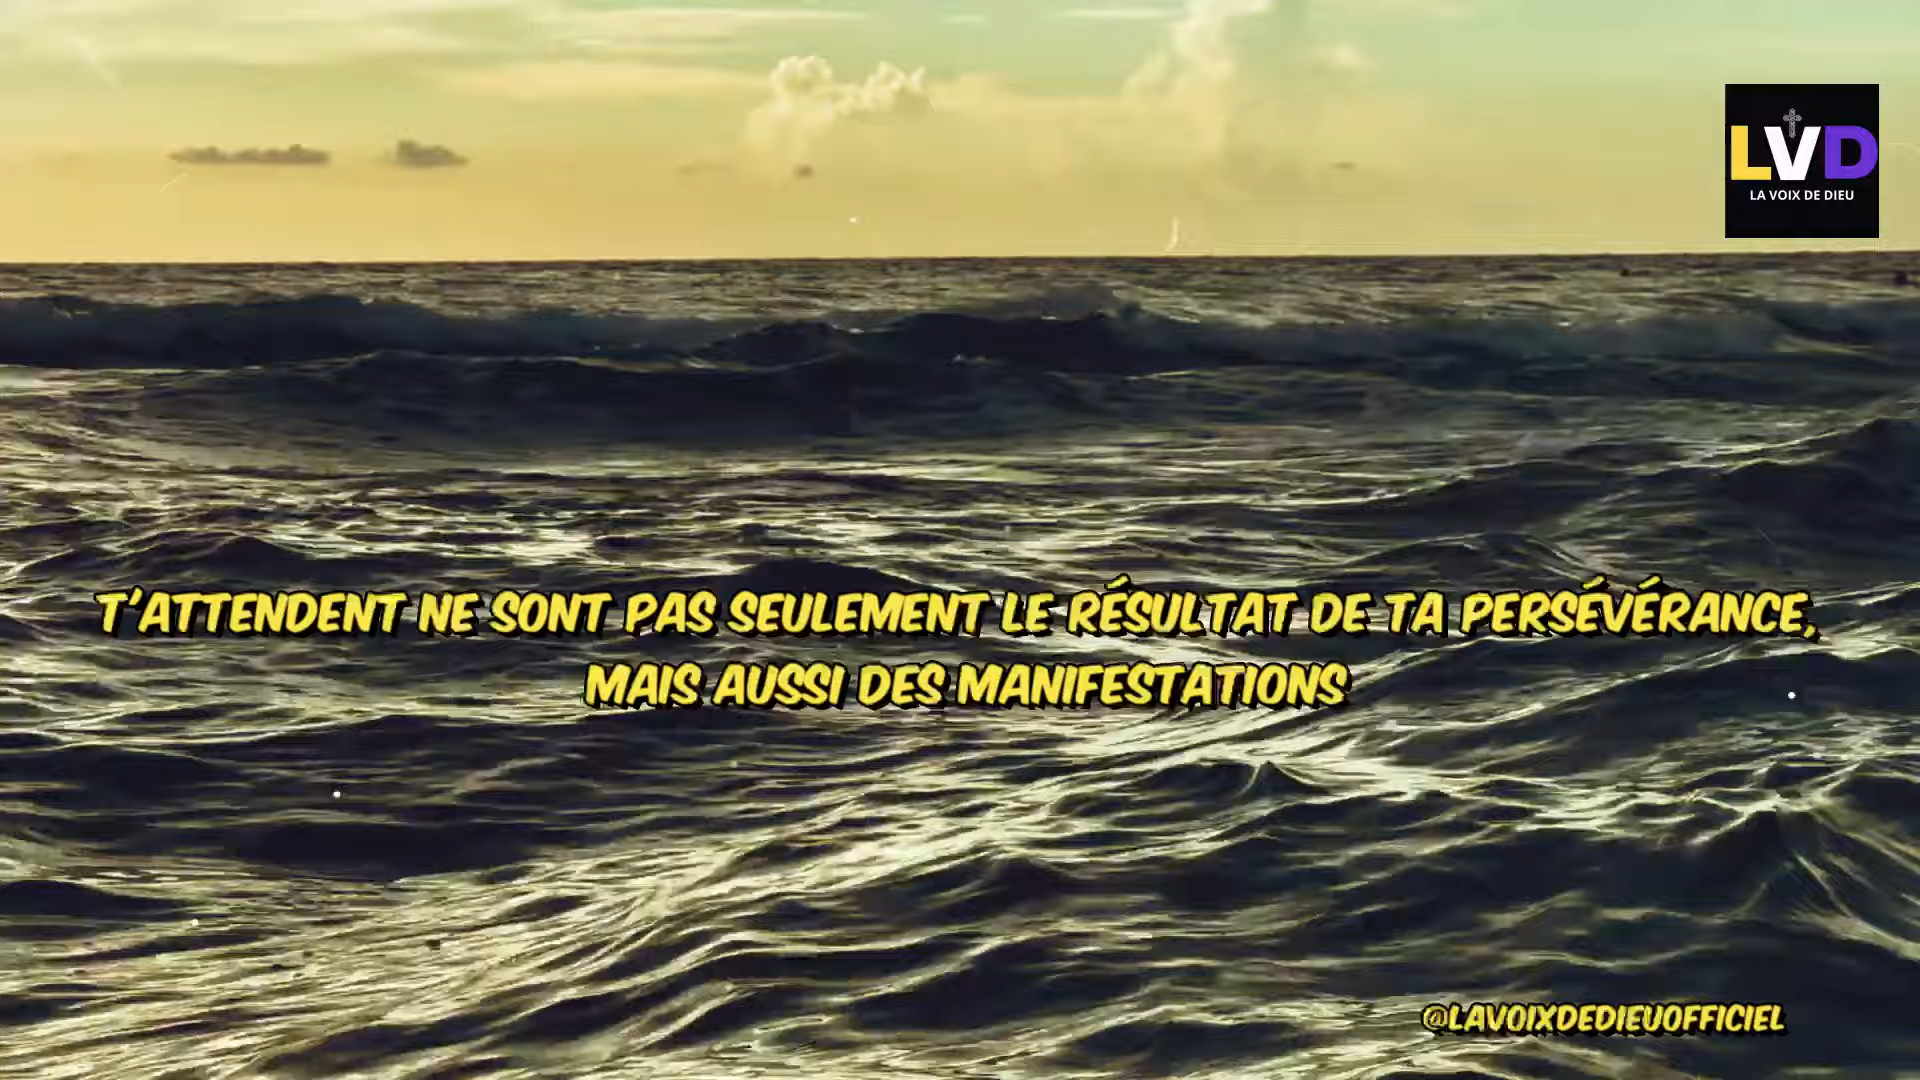 LVD
LA VOIX DE DIEU
T'ATTENDENT NE SONT PAS SEULEMENT LE RÉSULTAT DE TA PERSÉVÉRANCE,
MAIS AUSSI DES MANIFESTATIONS
@LAVOIXDEDIEUOFFICIEL